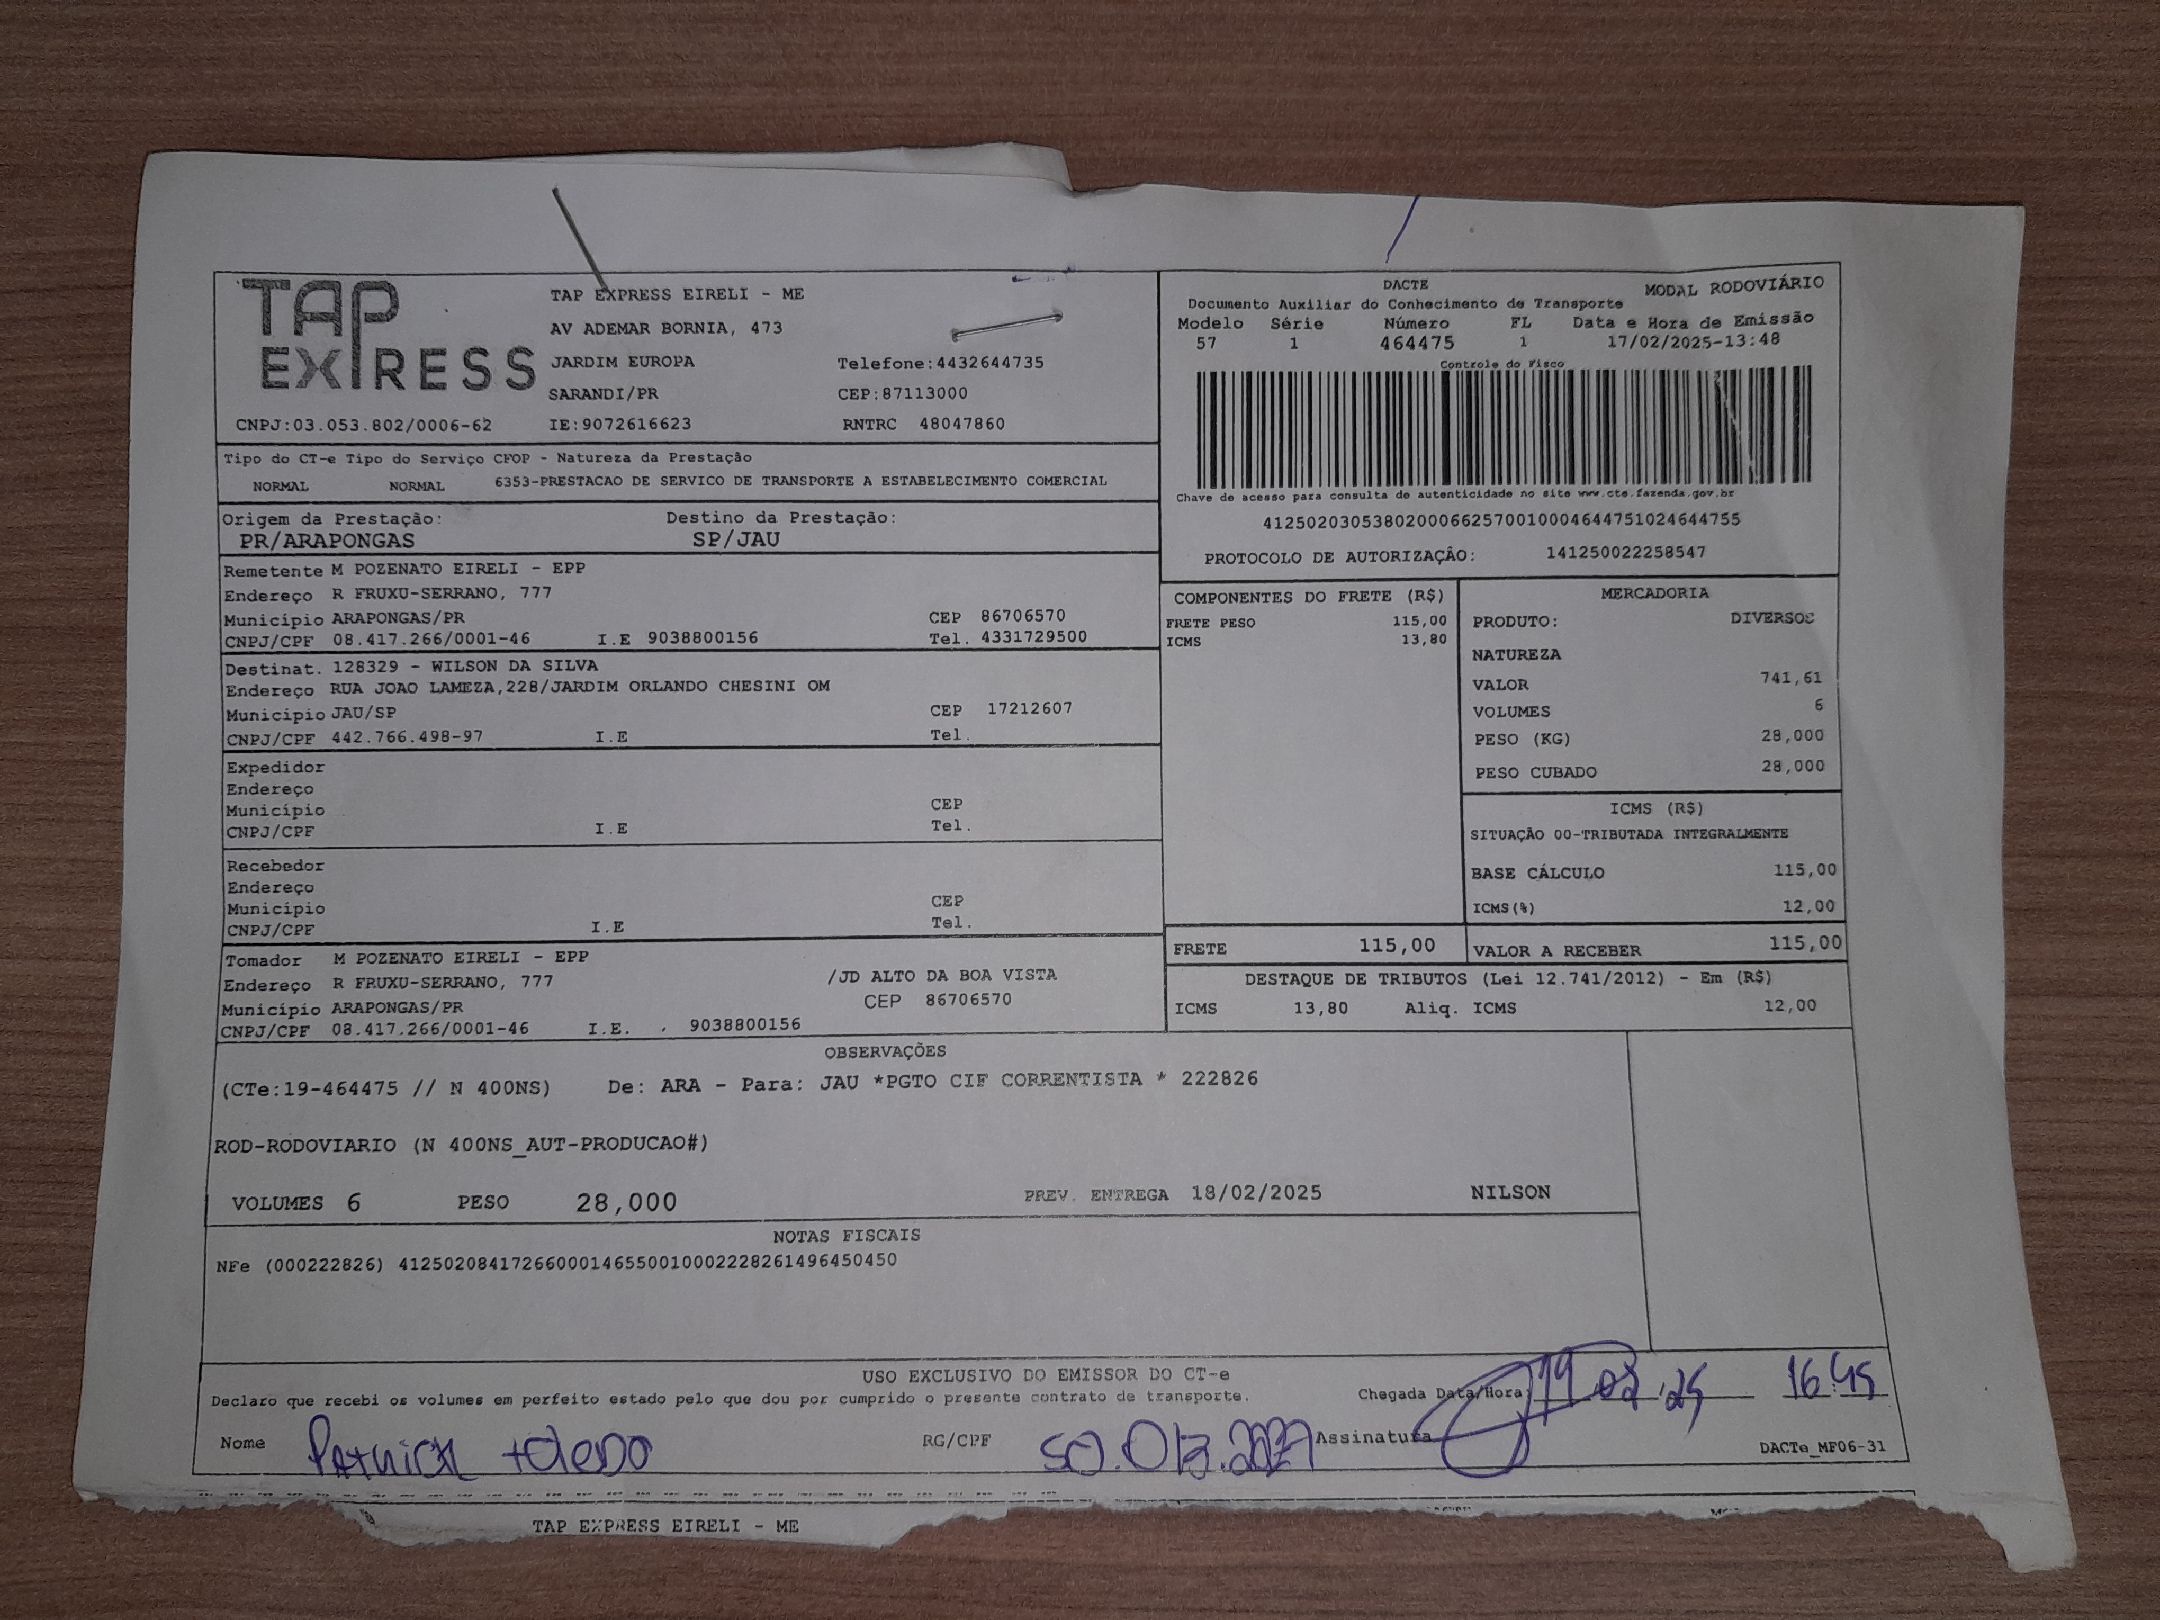 TAP
EXPRESS
TAP EXPRESS EIRELI - ME
AV ADEMAR BORNIA, 473
JARDIM EUROPA Telefone:4432644735
SARANDI/PR CEP:87113000
CNPJ:03.053.802/0006-62 IE:9072616623 RNTRC 48047860
DACTE MODAL RODOVIÁRIO
Documento Auxiliar do Conhecimento de Transporte
Modelo Série Número FL Data e Hora de Emissão
57 1 464475 1 17/02/2025-13:48
Controle do Fisco
Chave de acesso para consulta de autenticidade no site www.cte.fazenda.gov.br
41250203053802000662570010004644751024644755
PROTOCOLO DE AUTORIZAÇÃO: 141250022258547
Tipo do CT-e Tipo do Serviço CFOP - Natureza da Prestação
NORMAL NORMAL 6353-PRESTACAO DE SERVICO DE TRANSPORTE A ESTABELECIMENTO COMERCIAL
Origem da Prestação: Destino da Prestação:
PR/ARAPONGAS SP/JAU
Remetente M POZENATO EIRELI - EPP
Endereço R FRUXU-SERRANO, 777
Município ARAPONGAS/PR CEP 86706570
CNPJ/CPF 08.417.266/0001-46 I.E 9038800156 Tel. 4331729500
Destinat. 128329 - WILSON DA SILVA
Endereço RUA JOAO LAMEZA,228/JARDIM ORLANDO CHESINI OM
Município JAU/SP CEP 17212607
CNPJ/CPF 442.766.498-97 I.E Tel.
Expedidor
Endereço
Município CEP
CNPJ/CPF I.E Tel.
Recebedor
Endereço
Município CEP
CNPJ/CPF I.E Tel.
Tomador M POZENATO EIRELI - EPP
Endereço R FRUXU-SERRANO, 777 /JD ALTO DA BOA VISTA
Município ARAPONGAS/PR CEP 86706570
CNPJ/CPF 08.417.266/0001-46 I.E. 9038800156
COMPONENTES DO FRETE (R$)
FRETE PESO 115,00
ICMS 13,80
FRETE 115,00
MERCADORIA
PRODUTO: DIVERSOS
NATUREZA
VALOR 741,61
VOLUMES 6
PESO (KG) 28,000
PESO CUBADO 28,000
ICMS (R$)
SITUAÇÃO 00-TRIBUTADA INTEGRALMENTE
BASE CÁLCULO 115,00
ICMS(%) 12,00
VALOR A RECEBER 115,00
DESTAQUE DE TRIBUTOS (Lei 12.741/2012) - Em (R$)
ICMS 13,80 Aliq. ICMS 12,00
OBSERVAÇÕES
(CTe:19-464475 // N 400NS) De: ARA - Para: JAU *PGTO CIF CORRENTISTA * 222826
ROD-RODOVIARIO (N 400NS_AUT-PRODUCAO#)
VOLUMES 6 PESO 28,000 PREV. ENTREGA 18/02/2025 NILSON
NOTAS FISCAIS
NFe (000222826) 41250208417266000146550010002228261496450450
USO EXCLUSIVO DO EMISSOR DO CT-e
Declaro que recebi os volumes em perfeito estado pelo que dou por cumprido o presente contrato de transporte. Chegada Data/Hora 19 02 25 16:45
Nome Patrick toledo RG/CPF 50.013.2 Assinatura
DACTe_MF06-31
TAP EXPRESS EIRELI - ME